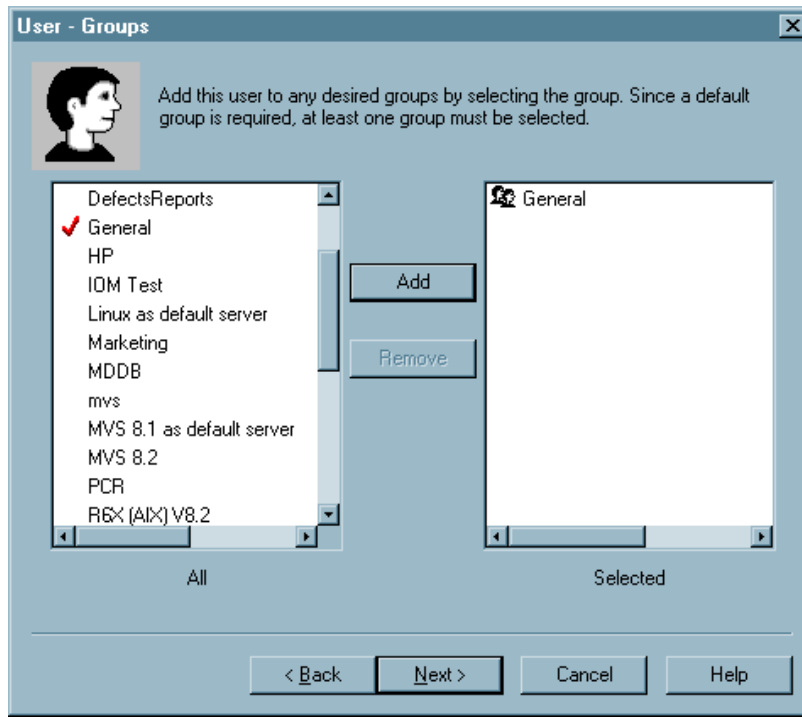 User - Groups
Add this user to any desired groups by selecting the group. Since a default
group is required, at least one group must be selected.
DefectsReports
General
HP
IOM Test
Linux as default server
Marketing
MDDB
mvs
MVS 8.1 as default server
MVS 8.2
PCR
R6X (AIX) V8.2
All
Add
Remove
General
Selected
< Back
Next >
Cancel
Help